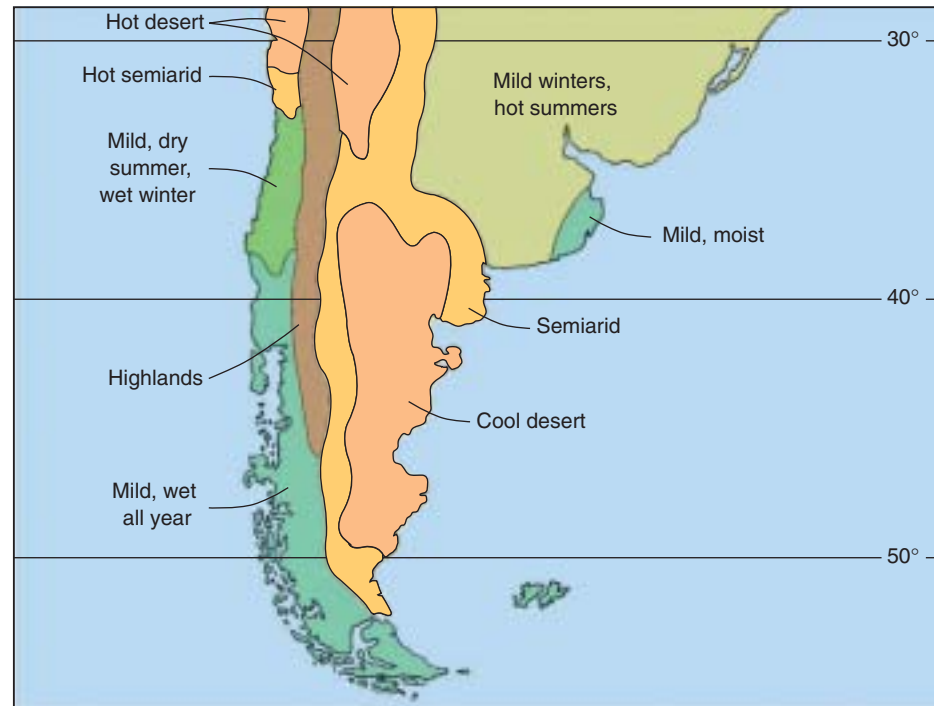 Hot desert
30°
Hot semiarid
Mild winters,
hot summers
Mild, dry
summer,
wet winter
Mild, moist
40°
Semiarid
Highlands
Cool desert
Mild, wet
all year
50°